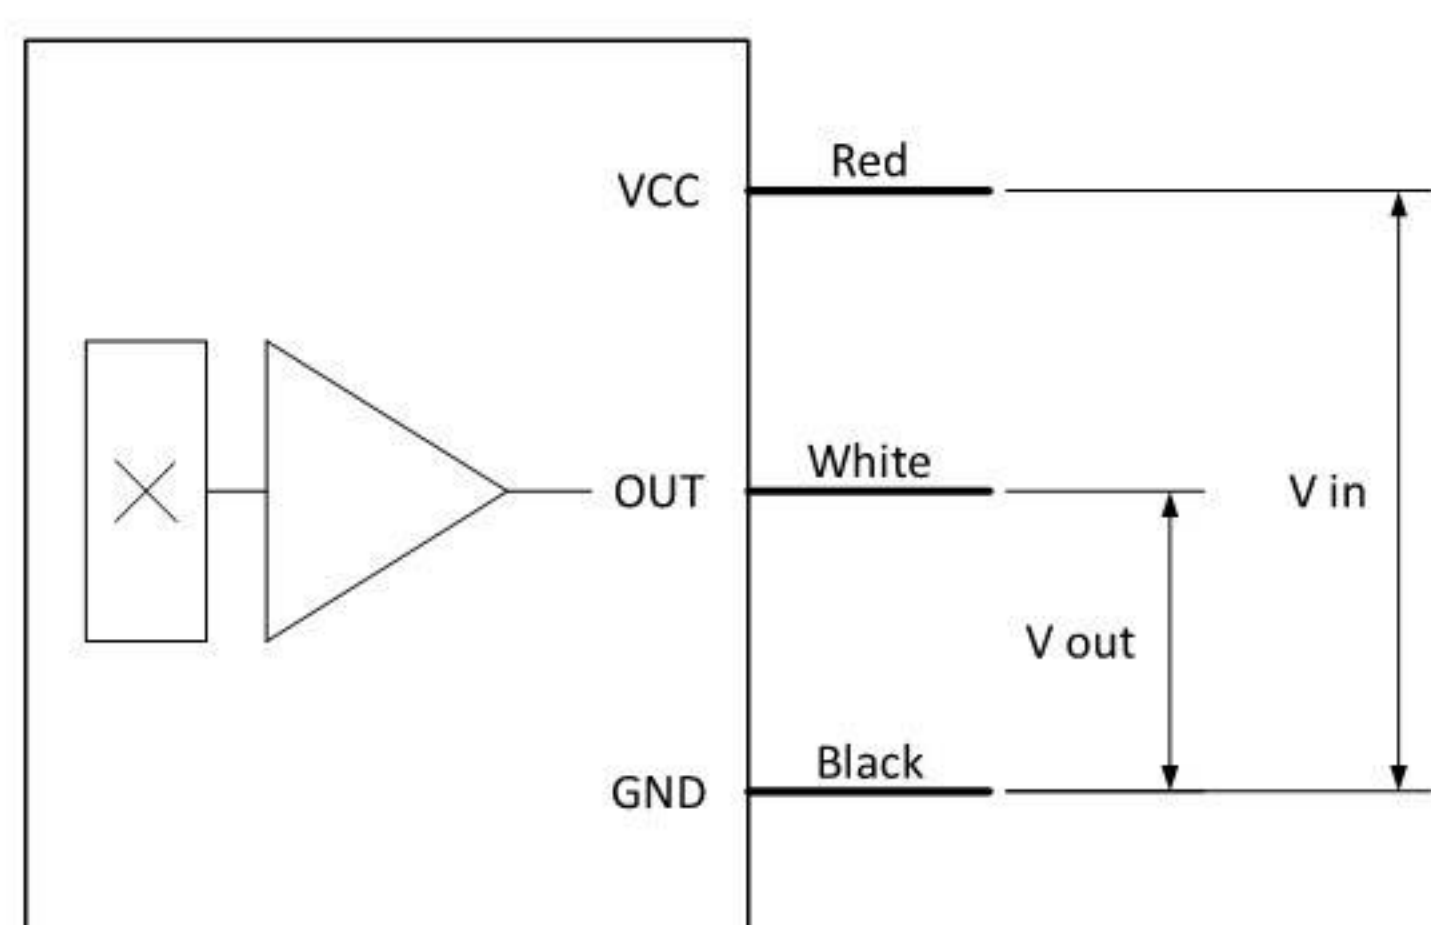 Red
VCC
White
OUT
V in
V out
Black
GND